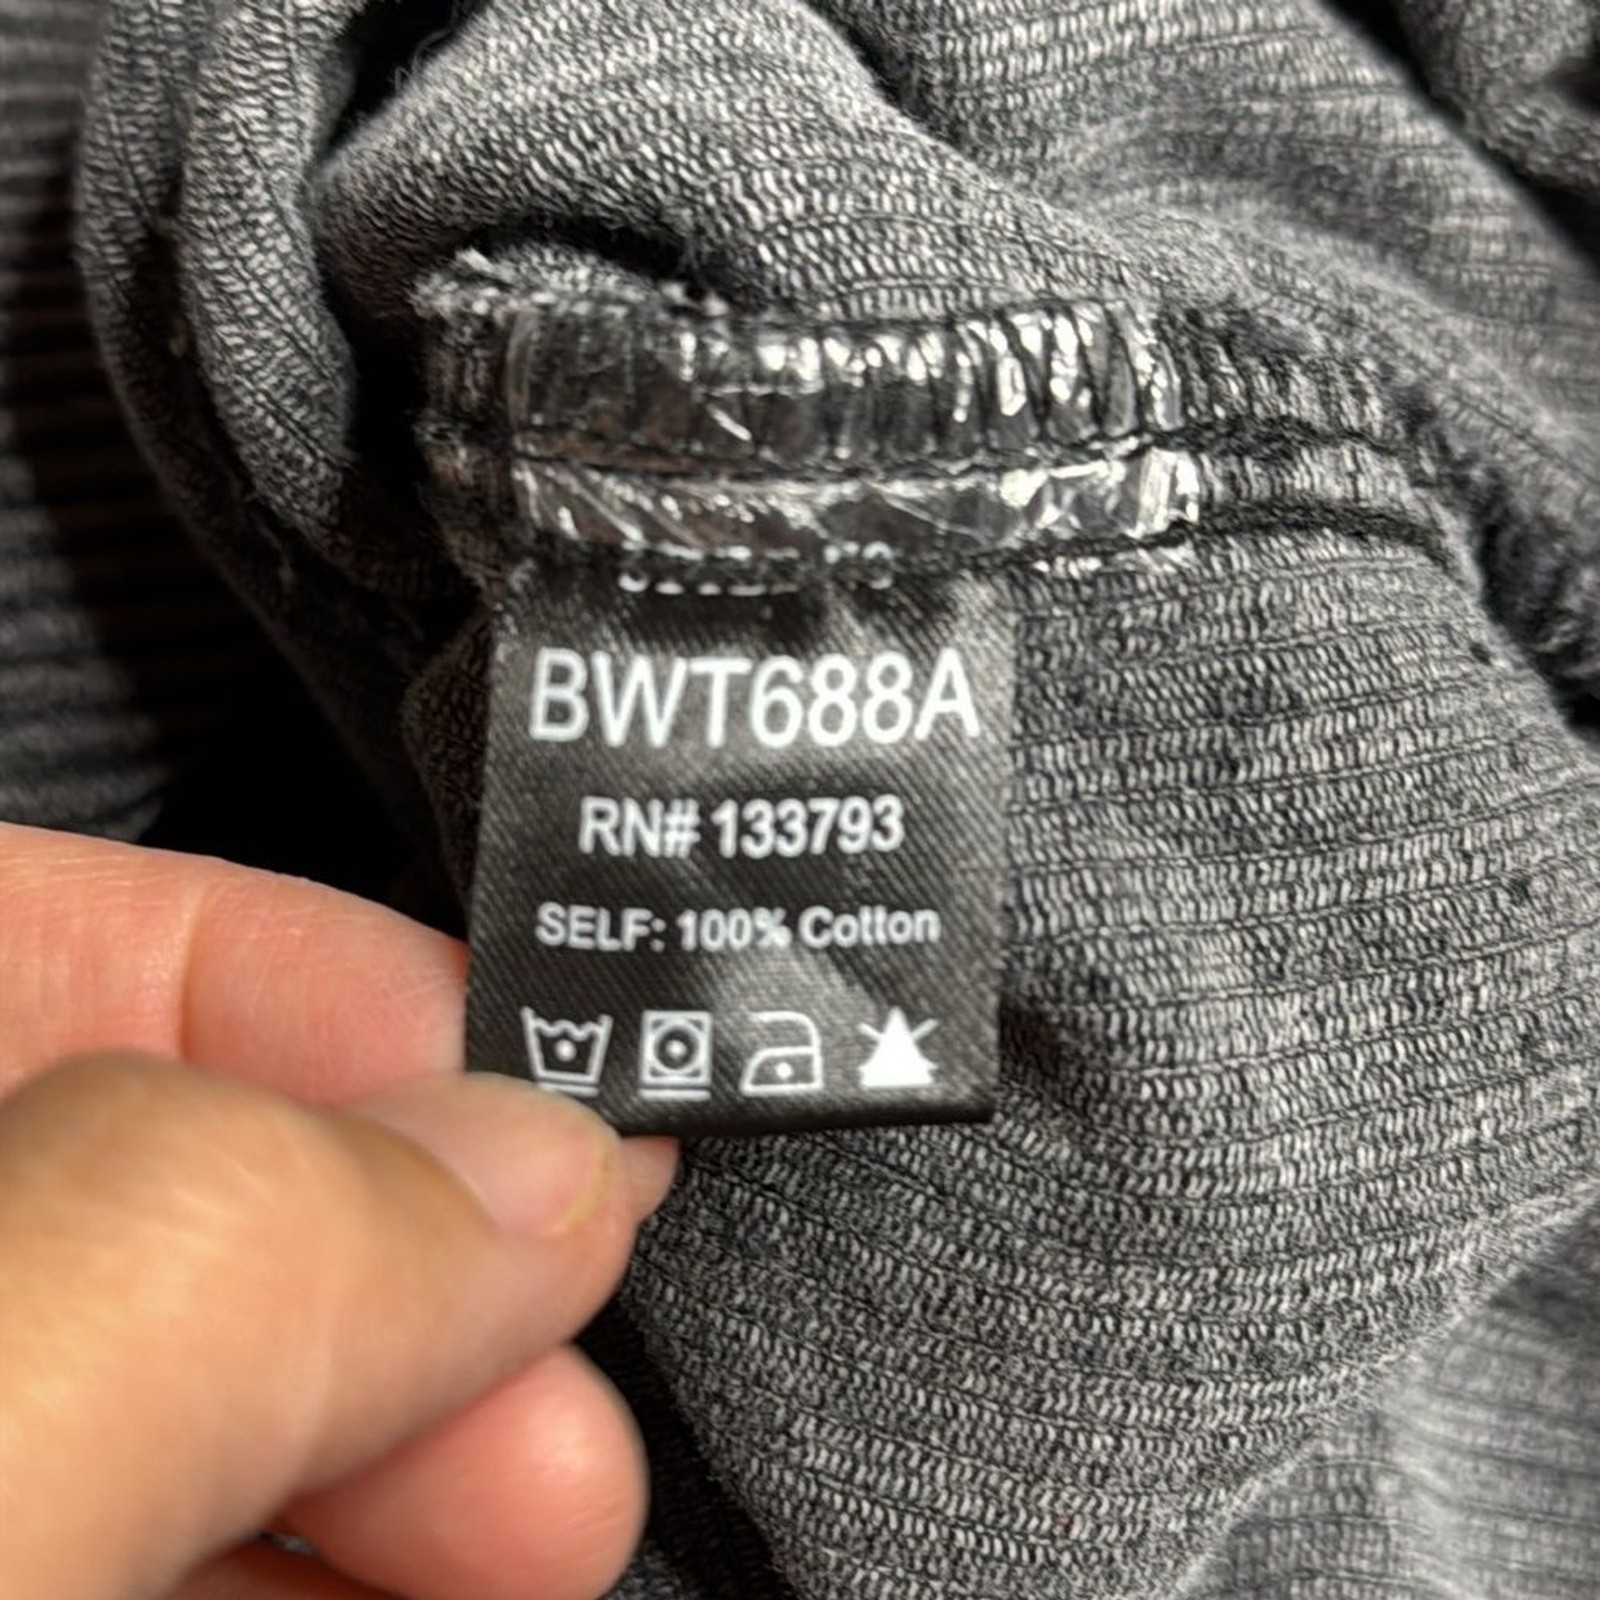 BWT688A
RN# 133793
SELF: 100% Cotton